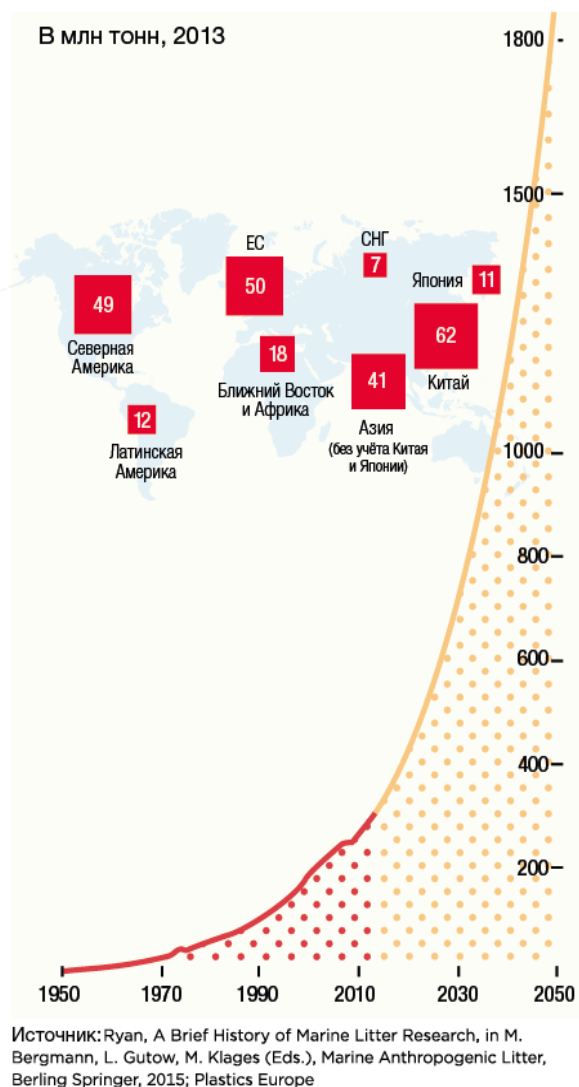 В млн тонн, 2013
1800
1500
ЕС
50
СНГ
7
Япония
11
49
Северная
Америка
18
Ближний Восток
и Африка
62
Китай
41
Азия
(без учёта Китая
и Японии)
12
Латинская
Америка
1000
800
600
400
200
1950
1970
1990
2010
2030
2050
Источник: Ryan, A Brief History of Marine Litter Research, in M.
Bergmann, L. Gutow, M. Klages (Eds.), Marine Anthropogenic Litter,
Berling Springer, 2015; Plastics Europe